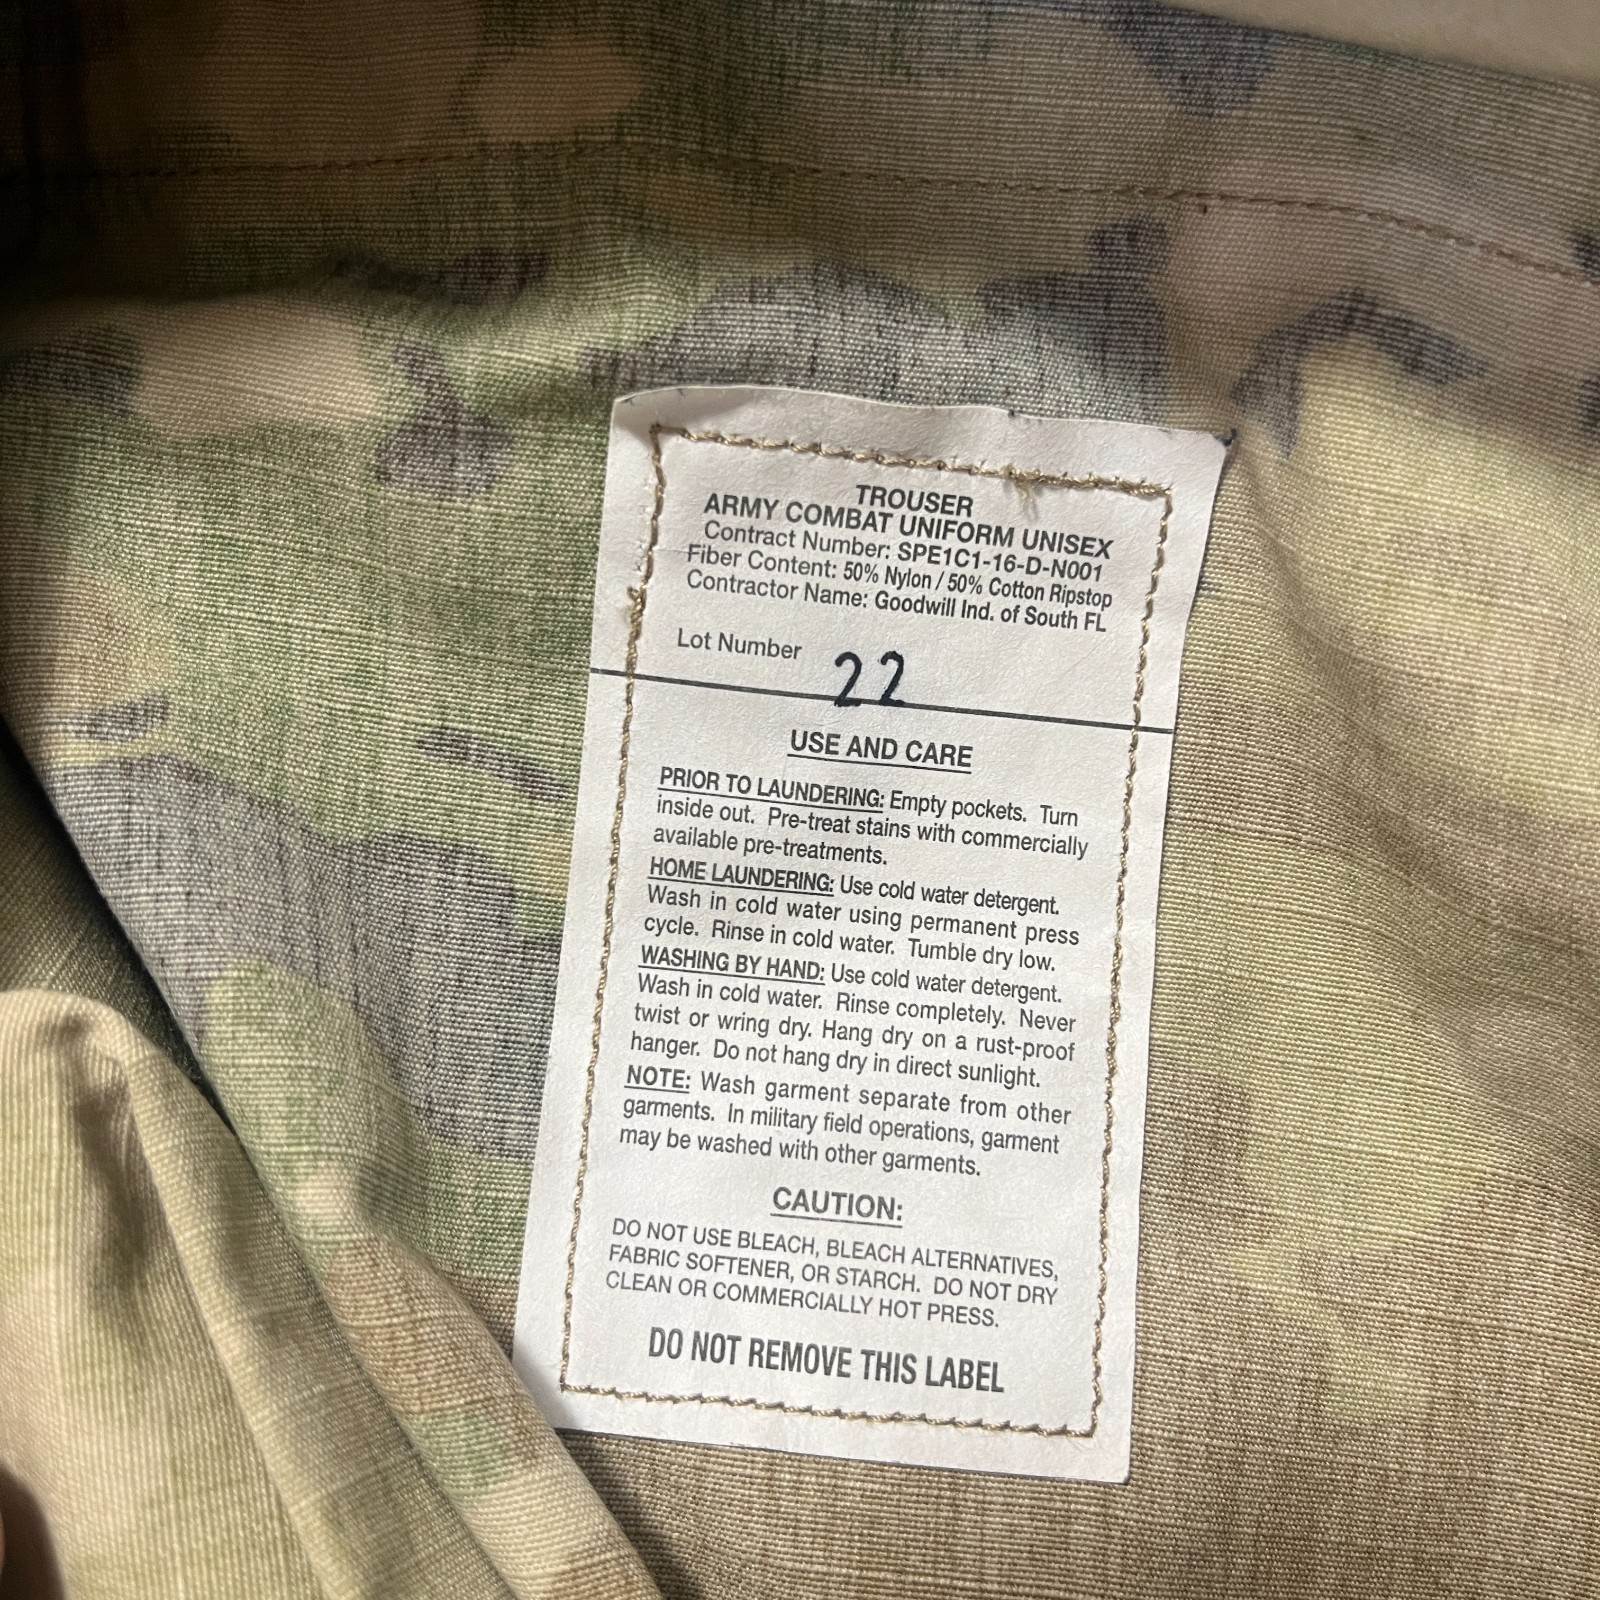 TROUSER
ARMY COMBAT UNIFORM UNISEX
Contract Number: SPE1C1-16-D-N001
Fiber Content: 50% Nylon / 50% Cotton Ripstop
Contractor Name: Goodwill Ind. of South FL
Lot Number 22
USE AND CARE
PRIOR TO LAUNDERING: Empty pockets. Turn
inside out. Pre-treat stains with commercially
available pre-treatments.
HOME LAUNDERING: Use cold water detergent.
Wash in cold water using permanent press
cycle. Rinse in cold water. Tumble dry low.
WASHING BY HAND: Use cold water detergent.
Wash in cold water. Rinse completely. Never
twist or wring dry. Hang dry on a rust-proof
hanger. Do not hang dry in direct sunlight.
NOTE: Wash garment separate from other
garments. In military field operations, garment
may be washed with other garments.
CAUTION:
DO NOT USE BLEACH, BLEACH ALTERNATIVES,
FABRIC SOFTENER, OR STARCH. DO NOT DRY
CLEAN OR COMMERCIALLY HOT PRESS.
DO NOT REMOVE THIS LABEL